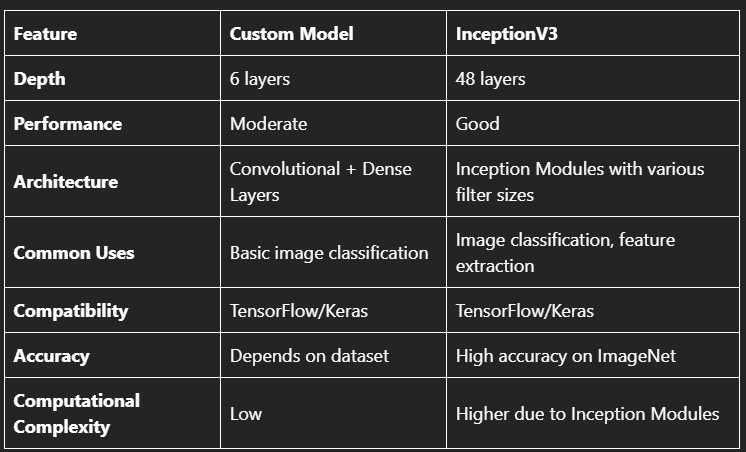 Feature Custom Model InceptionV3
Depth 6 layers 48 layers
Performance Moderate Good
Architecture Convolutional + Dense Layers Inception Modules with various filter sizes
Common Uses Basic image classification Image classification, feature extraction
Compatibility TensorFlow/Keras TensorFlow/Keras
Accuracy Depends on dataset High accuracy on ImageNet
Computational Complexity Low Higher due to Inception Modules